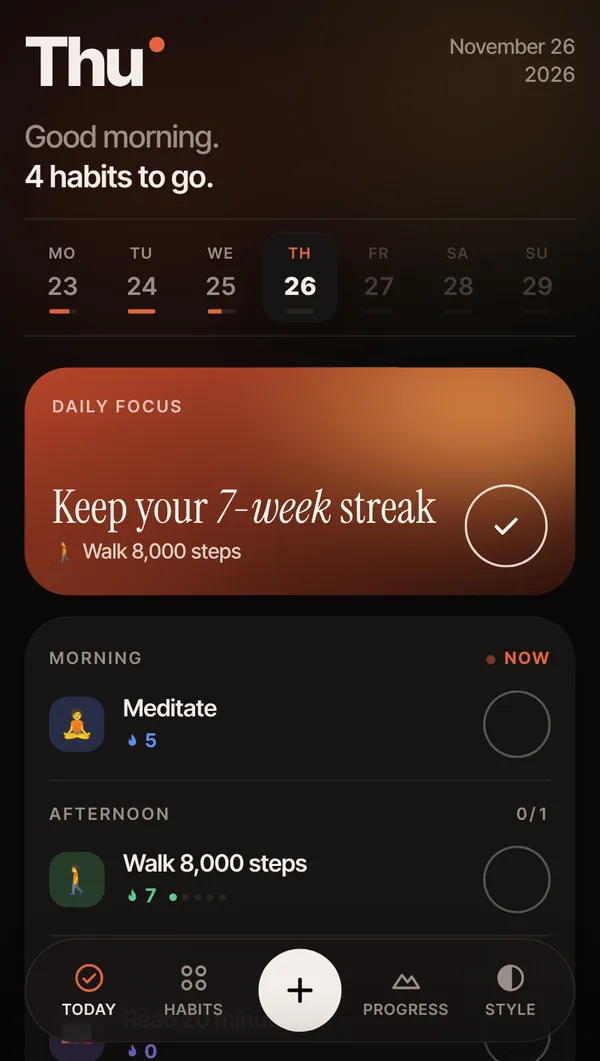 Thu
November 26
2026
Good morning.
4 habits to go.
MO TU WE TH FR SA SU
23 24 25 26 27 28 29
DAILY FOCUS
Keep your 7-week streak
Walk 8,000 steps
MORNING NOW
Meditate
5
AFTERNOON 0/1
Walk 8,000 steps
7
Read 20
0
TODAY HABITS PROGRESS STYLE